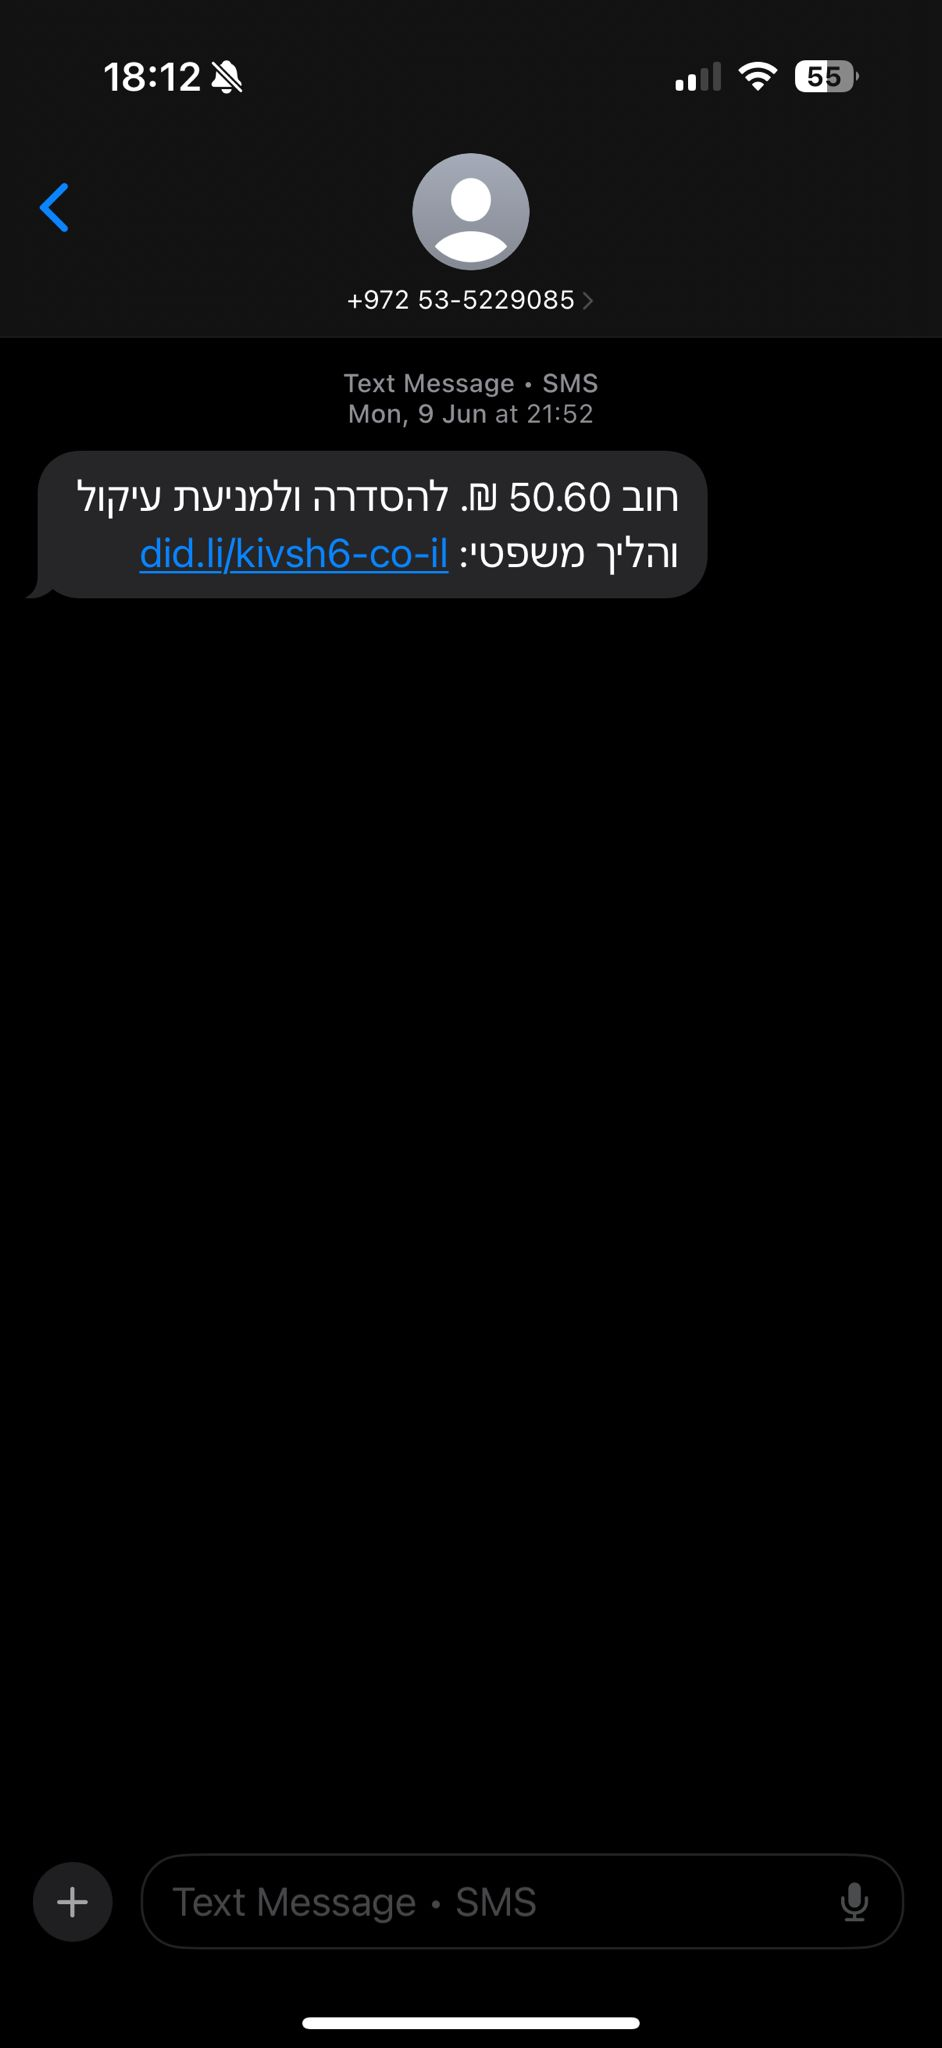 18:12
55
+972 53-5229085
Text Message • SMS
Mon, 9 Jun at 21:52
חוב 50.60 ₪. להסדרה ולמניעת עיקול
והליך משפטי: did.li/kivsh6-co-il
Text Message • SMS